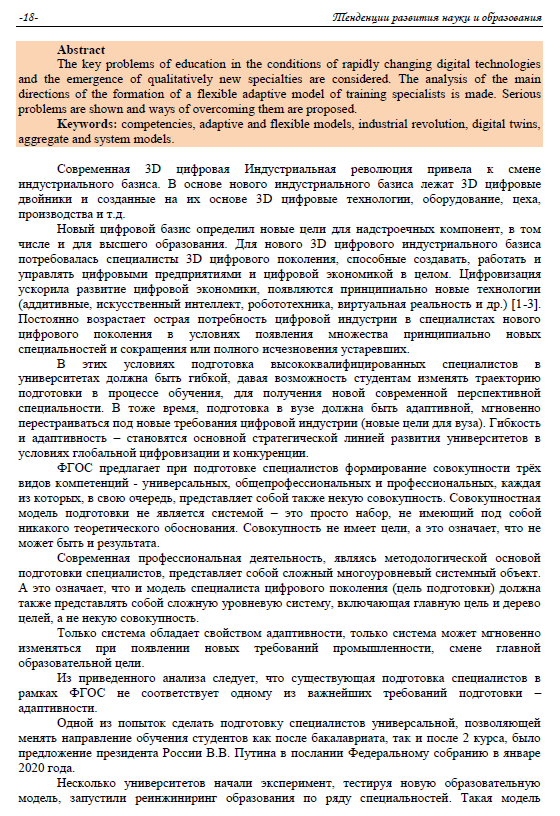 -18- Тенденции развития науки и образования
Abstract
The key problems of education in the conditions of rapidly changing digital technologies
and the emergence of qualitatively new specialties are considered. The analysis of the main
directions of the formation of a flexible adaptive model of training specialists is made. Serious
problems are shown and ways of overcoming them are proposed.
Keywords: competencies, adaptive and flexible models, industrial revolution, digital twins,
aggregate and system models.
Современная 3D цифровая Индустриальная революция привела к смене
индустриального базиса. В основе нового индустриального базиса лежат 3D цифровые
двойники и созданные на их основе 3D цифровые технологии, оборудование, цеха,
производства и т.д.
Новый цифровой базис определил новые цели для надстроечных компонент, в том
числе и для высшего образования. Для нового 3D цифрового индустриального базиса
потребовалась специалисты 3D цифрового поколения, способные создавать, работать и
управлять цифровыми предприятиями и цифровой экономикой в целом. Цифровизация
ускорила развитие цифровой экономики, появляются принципиально новые технологии
(аддитивные, искусственный интеллект, робототехника, виртуальная реальность и др.) [1-3].
Постоянно возрастает острая потребность цифровой индустрии в специалистах нового
цифрового поколения в условиях появления множества принципиально новых
специальностей и сокращения или полного исчезновения устаревших.
В этих условиях подготовка высококвалифицированных специалистов в
университетах должна быть гибкой, давая возможность студентам изменять траекторию
подготовки в процессе обучения, для получения новой современной перспективной
специальности. В тоже время, подготовка в вузе должна быть адаптивной, мгновенно
перестраиваться под новые требования цифровой индустрии (новые цели для вуза). Гибкость
и адаптивность – становятся основной стратегической линией развития университетов в
условиях глобальной цифровизации и конкуренции.
ФГОС предлагает при подготовке специалистов формирование совокупности трёх
видов компетенций - универсальных, общепрофессиональных и профессиональных, каждая
из которых, в свою очередь, представляет собой также некую совокупность. Совокупностная
модель подготовки не является системой – это просто набор, не имеющий под собой
никакого теоретического обоснования. Совокупность не имеет цели, а это означает, что не
может быть и результата.
Современная профессиональная деятельность, являясь методологической основой
подготовки специалистов, представляет собой сложный многоуровневый системный объект.
А это означает, что и модель специалиста цифрового поколения (цель подготовки) должна
также представлять собой сложную уровневую систему, включающая главную цель и дерево
целей, а не некую совокупность.
Только система обладает свойством адаптивности, только система может мгновенно
изменяться при появлении новых требований промышленности, смене главной
образовательной цели.
Из приведенного анализа следует, что существующая подготовка специалистов в
рамках ФГОС не соответствует одному из важнейших требований подготовки –
адаптивности.
Одной из попыток сделать подготовку специалистов универсальной, позволяющей
менять направление обучения студентов как после бакалавриата, так и после 2 курса, было
предложение президента России В.В. Путина в послании Федеральному собранию в январе
2020 года.
Несколько университетов начали эксперимент, тестируя новую образовательную
модель, запустили реинжиниринг образования по ряду специальностей. Такая модель